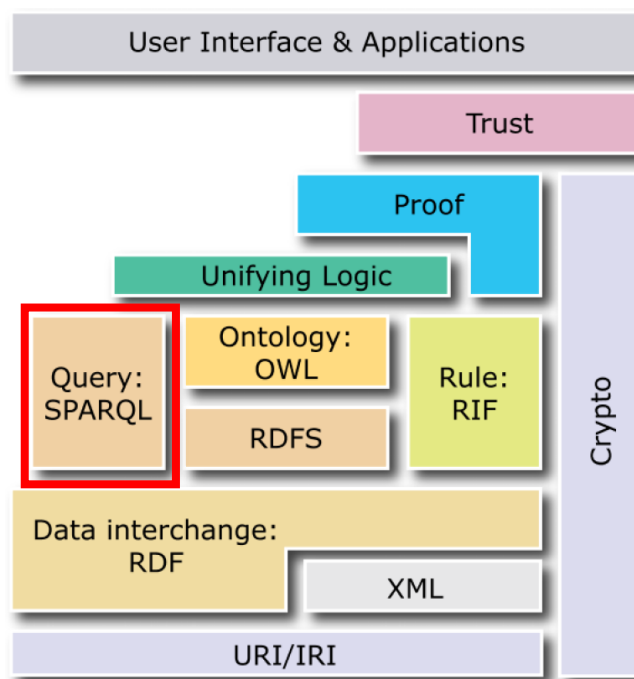 User Interface & Applications
Trust
Proof
Unifying Logic
Query:
SPARQL
Ontology:
OWL
RDFS
Rule:
RIF
Crypto
Data interchange:
RDF
XML
URI/IRI